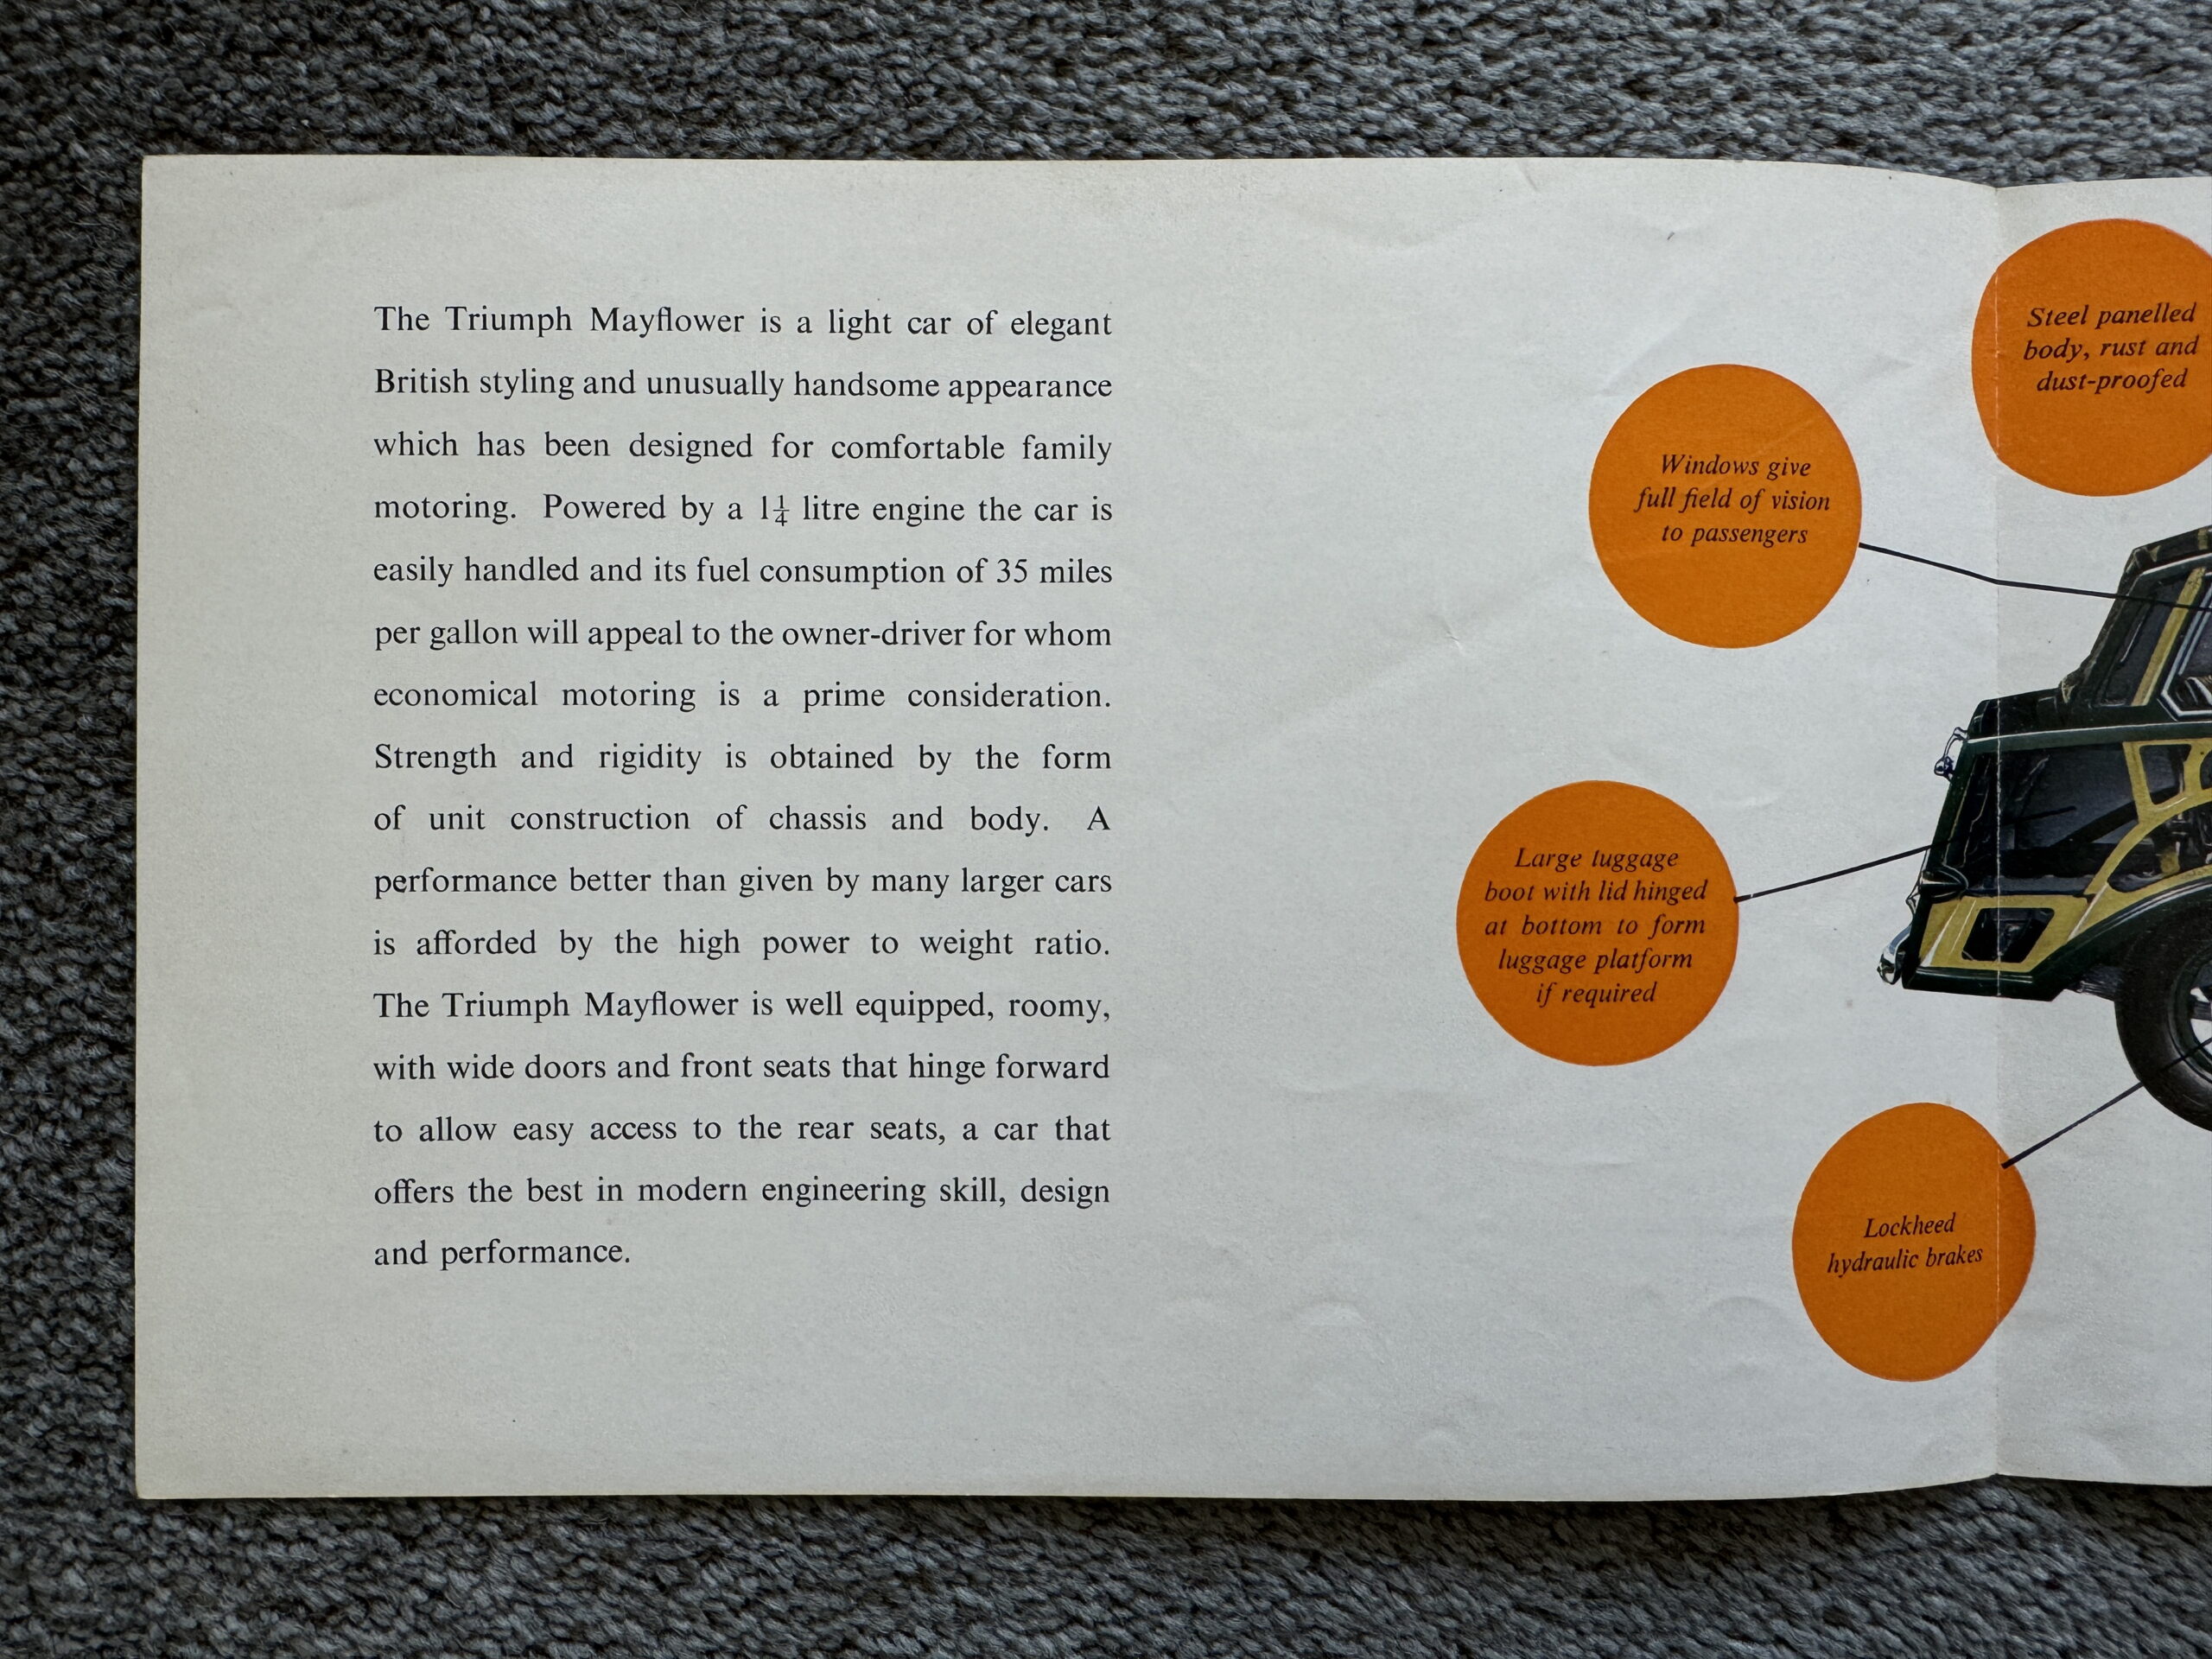 The Triumph Mayflower is a light car of elegant
British styling and unusually handsome appearance
which has been designed for comfortable family
motoring. Powered by a 1¼ litre engine the car is
easily handled and its fuel consumption of 35 miles
per gallon will appeal to the owner-driver for whom
economical motoring is a prime consideration.
Strength and rigidity is obtained by the form
of unit construction of chassis and body. A
performance better than given by many larger cars
is afforded by the high power to weight ratio.
The Triumph Mayflower is well equipped, roomy,
with wide doors and front seats that hinge forward
to allow easy access to the rear seats, a car that
offers the best in modern engineering skill, design
and performance.
Steel panelled
body, rust and
dust-proofed
Windows give
full field of vision
to passengers
Large luggage
boot with lid hinged
at bottom to form
luggage platform
if required
Lockheed
hydraulic brakes